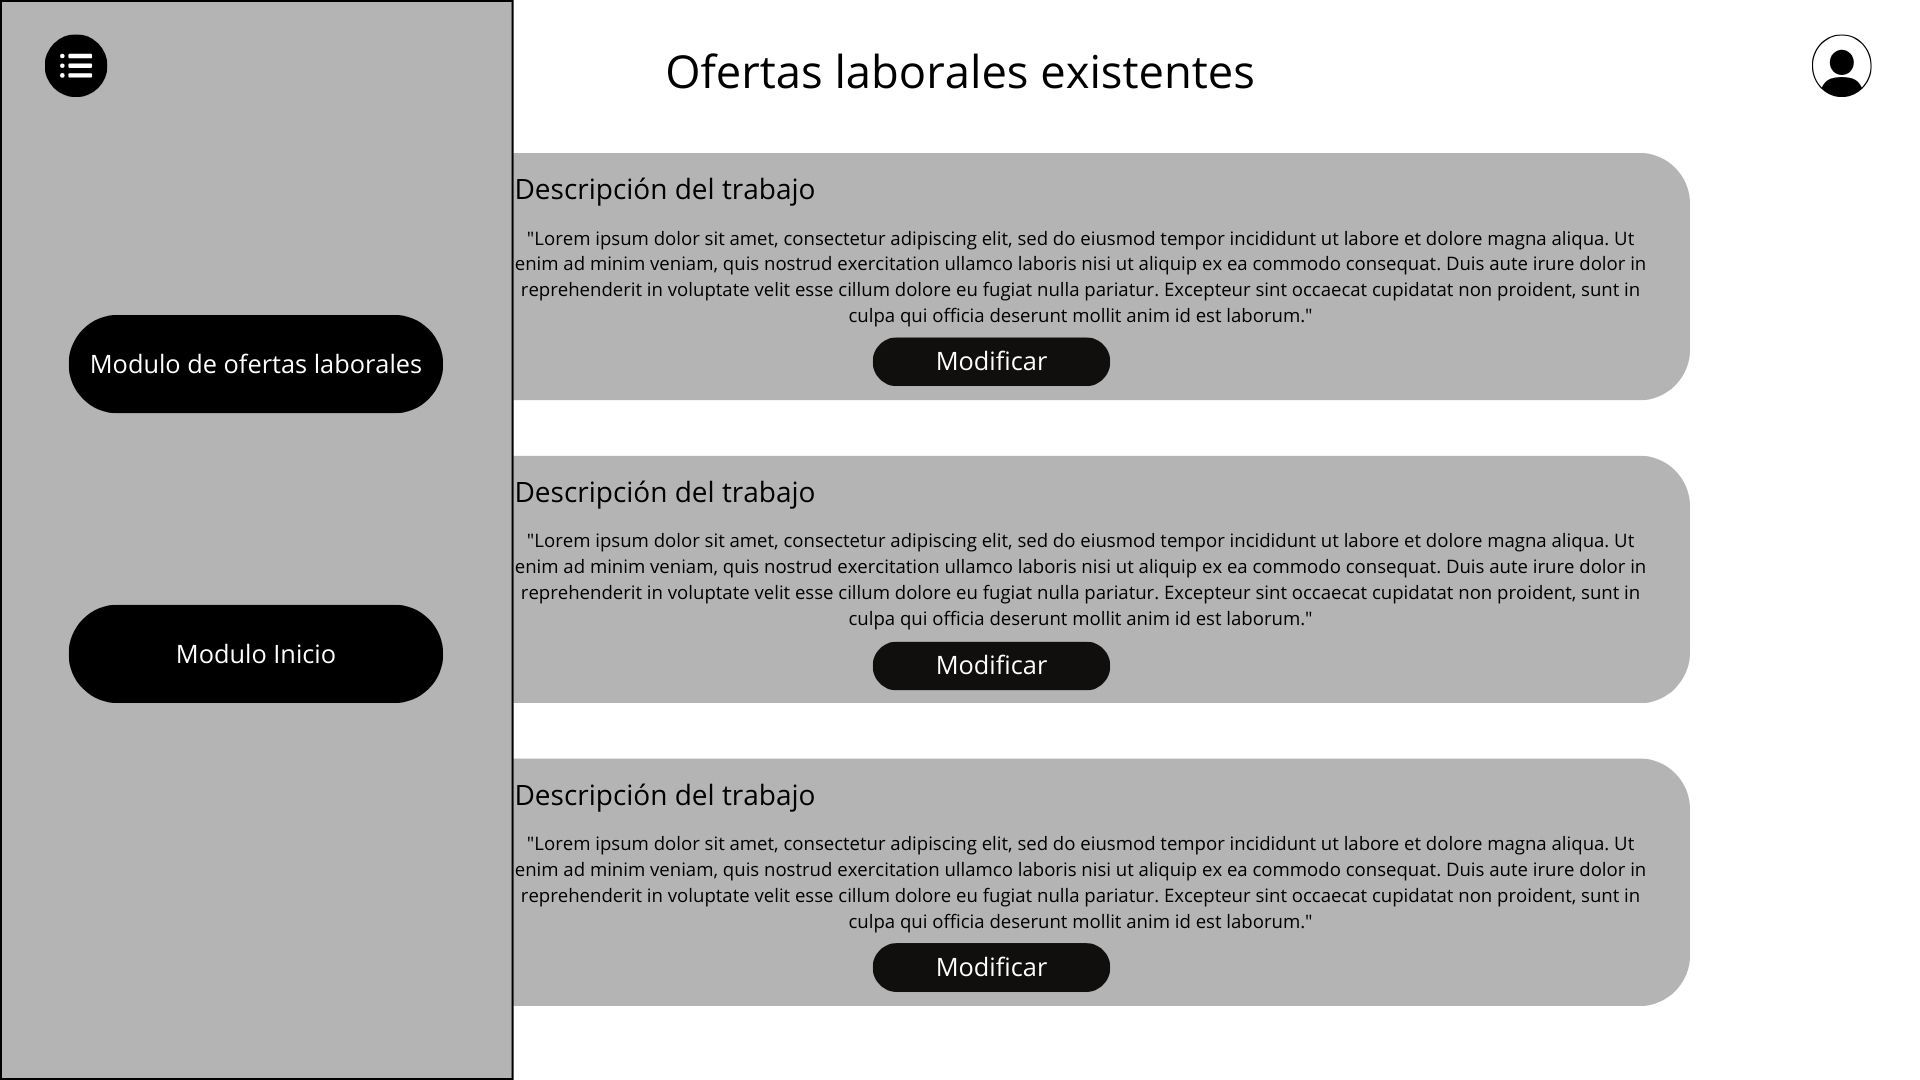 Ofertas laborales existentes
Modulo de ofertas laborales
Modulo Inicio
Descripción del trabajo
"Lorem ipsum dolor sit amet, consectetur adipiscing elit, sed do eiusmod tempor incididunt ut labore et dolore magna aliqua. Ut
enim ad minim veniam, quis nostrud exercitation ullamco laboris nisi ut aliquip ex ea commodo consequat. Duis aute irure dolor in
reprehenderit in voluptate velit esse cillum dolore eu fugiat nulla pariatur. Excepteur sint occaecat cupidatat non proident, sunt in
culpa qui officia deserunt mollit anim id est laborum."
Modificar
Descripción del trabajo
"Lorem ipsum dolor sit amet, consectetur adipiscing elit, sed do eiusmod tempor incididunt ut labore et dolore magna aliqua. Ut
enim ad minim veniam, quis nostrud exercitation ullamco laboris nisi ut aliquip ex ea commodo consequat. Duis aute irure dolor in
reprehenderit in voluptate velit esse cillum dolore eu fugiat nulla pariatur. Excepteur sint occaecat cupidatat non proident, sunt in
culpa qui officia deserunt mollit anim id est laborum."
Modificar
Descripción del trabajo
"Lorem ipsum dolor sit amet, consectetur adipiscing elit, sed do eiusmod tempor incididunt ut labore et dolore magna aliqua. Ut
enim ad minim veniam, quis nostrud exercitation ullamco laboris nisi ut aliquip ex ea commodo consequat. Duis aute irure dolor in
reprehenderit in voluptate velit esse cillum dolore eu fugiat nulla pariatur. Excepteur sint occaecat cupidatat non proident, sunt in
culpa qui officia deserunt mollit anim id est laborum."
Modificar